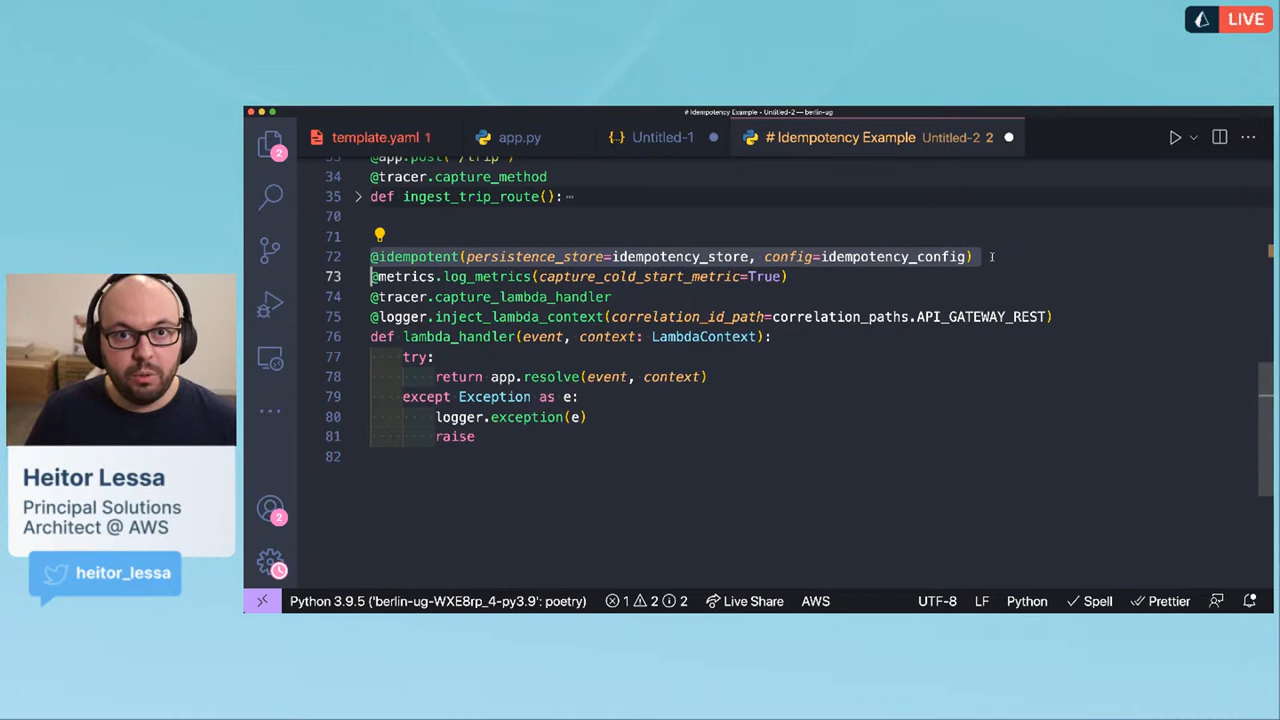 LIVE
# Idempotency Example - Untitled-2 — berlin-ug
template.yaml 1
app.py
{·} Untitled-1
# Idempotency Example Untitled-2 2
@app.post("/trip")
34 @tracer.capture_method
35 def ingest_trip_route():
70
71
72 @idempotent(persistence_store=idempotency_store, config=idempotency_config)
73 @metrics.log_metrics(capture_cold_start_metric=True)
74 @tracer.capture_lambda_handler
75 @logger.inject_lambda_context(correlation_id_path=correlation_paths.API_GATEWAY_REST)
76 def lambda_handler(event, context: LambdaContext):
77 try:
78 return app.resolve(event, context)
79 except Exception as e:
80 logger.exception(e)
81 raise
82
2
2
Heitor Lessa
Principal Solutions
Architect @ AWS
heitor_lessa
Python 3.9.5 ('berlin-ug-WXE8rp_4-py3.9': poetry) 1 2 2 Live Share AWS UTF-8 LF Python Spell Prettier